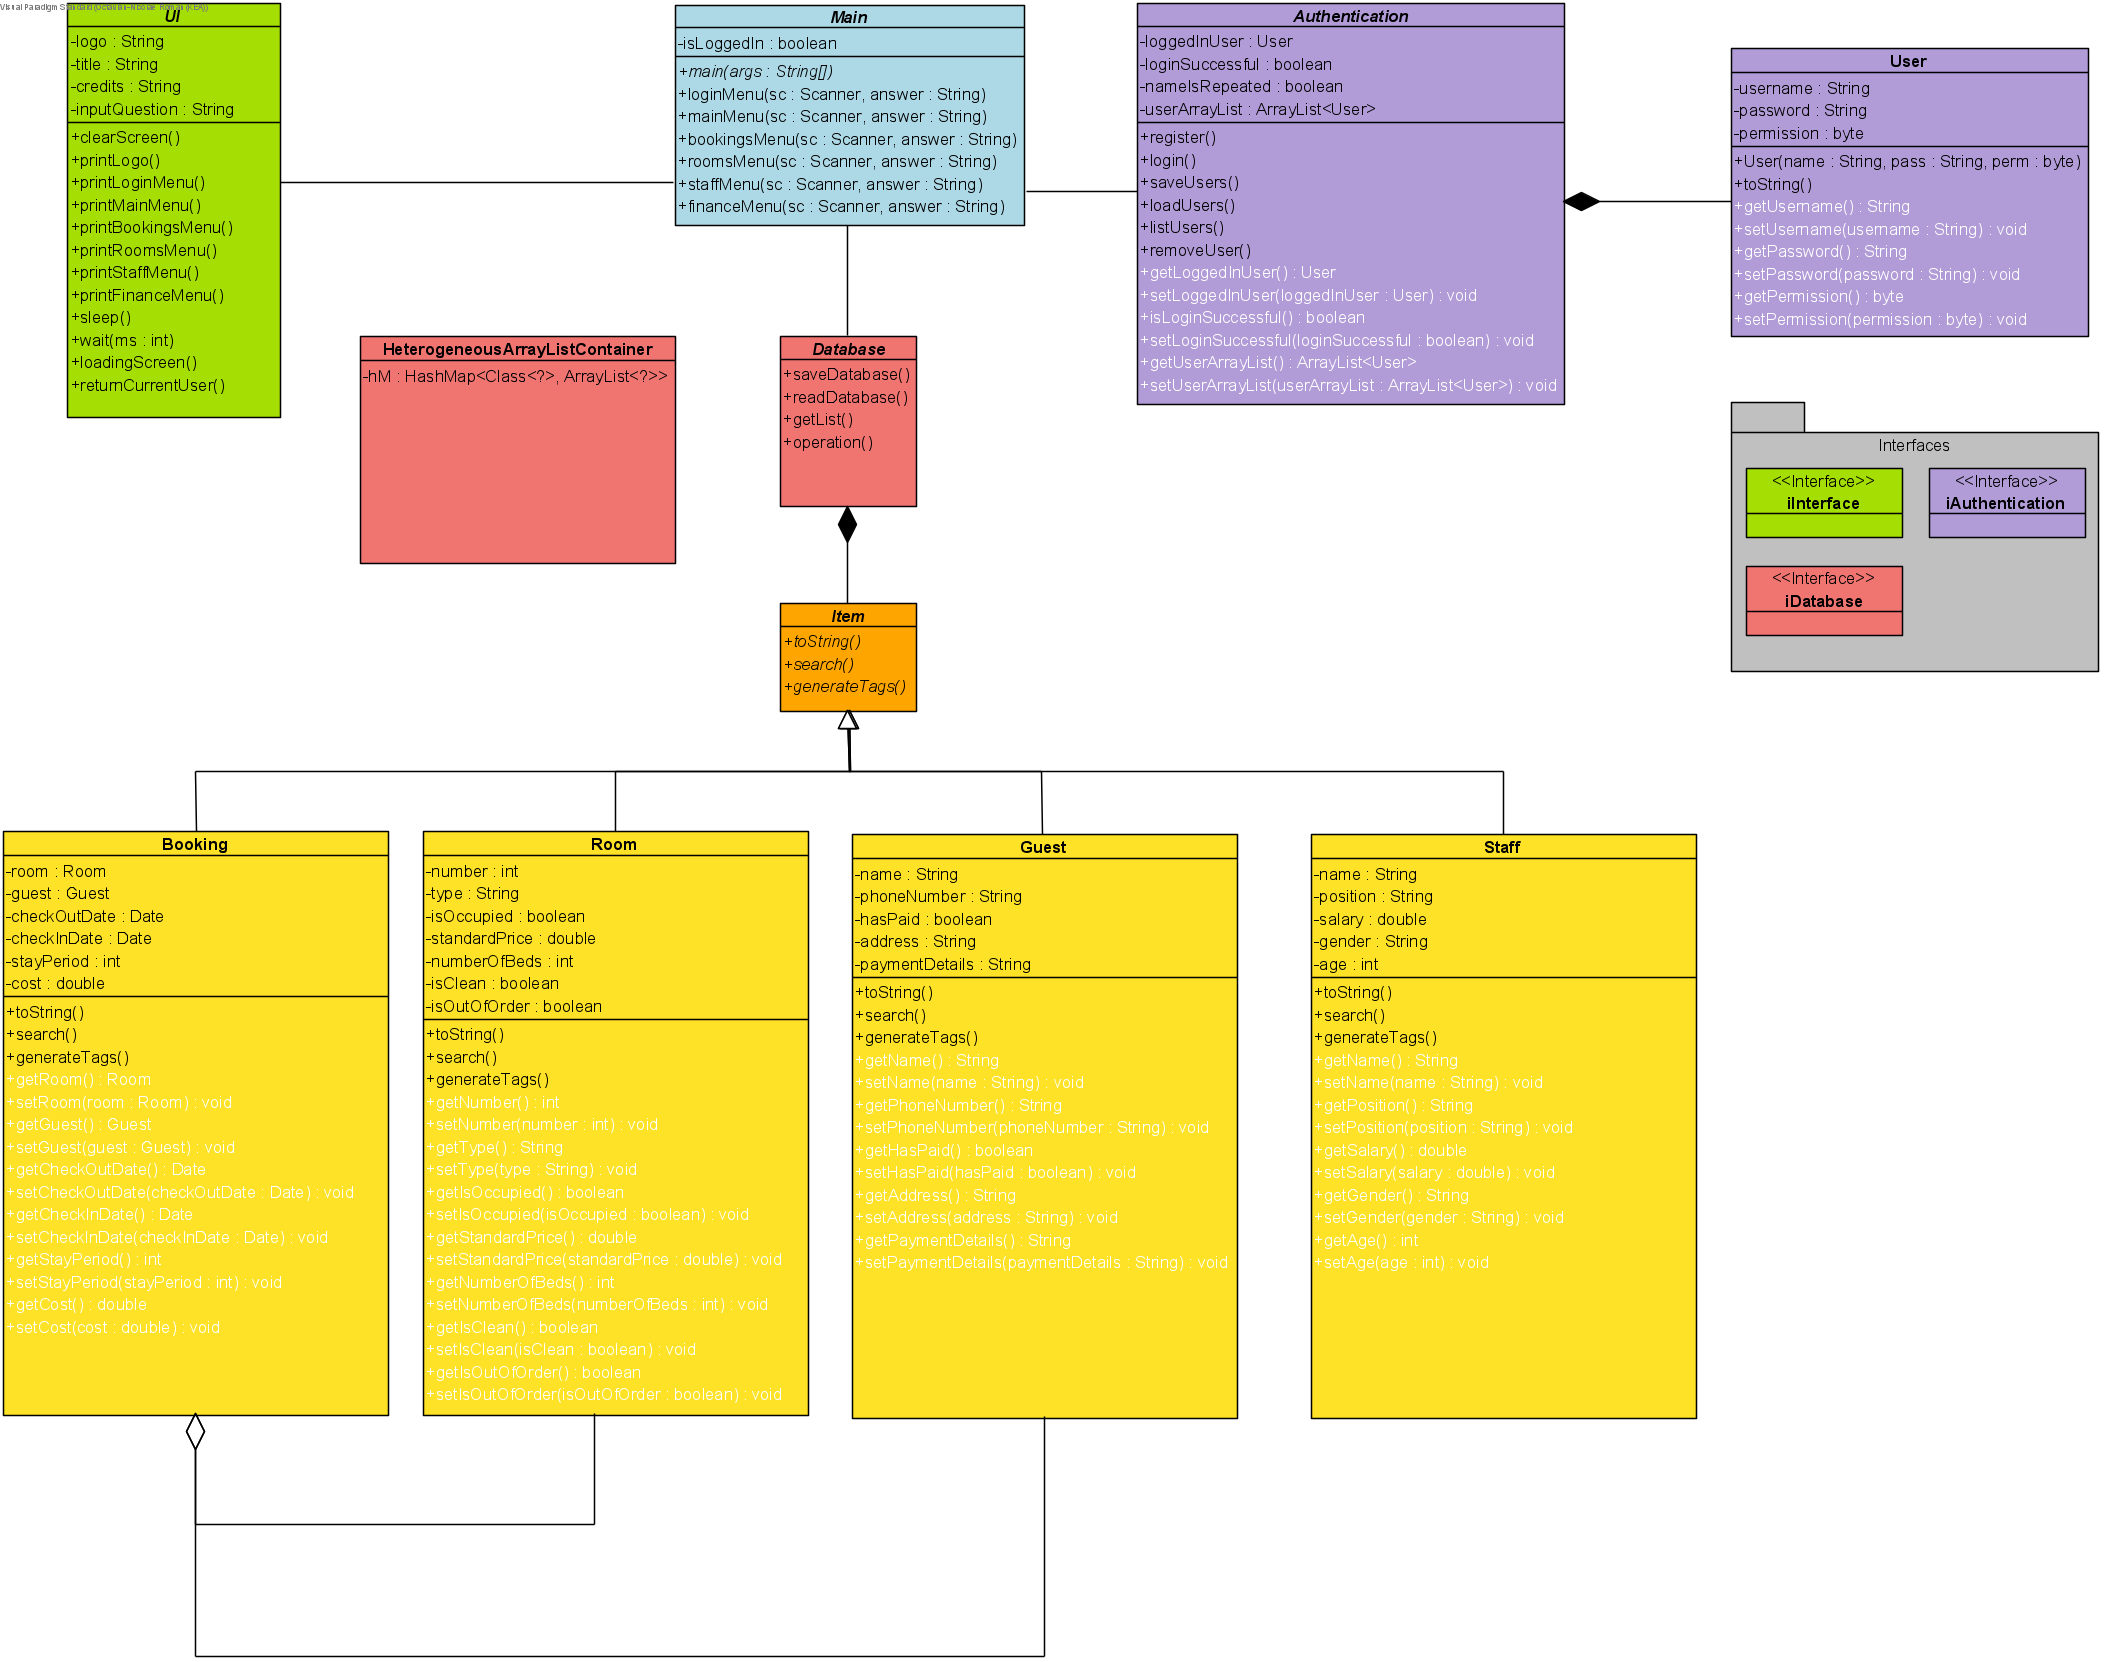 Visual Paradigm Standard(Octavian-Nicolae Roman(KEA))
UI
-logo : String
-title : String
-credits : String
-inputQuestion : String
+clearScreen()
+printLogo()
+printLoginMenu()
+printMainMenu()
+printBookingsMenu()
+printRoomsMenu()
+printStaffMenu()
+printFinanceMenu()
+sleep()
+wait(ms : int)
+loadingScreen()
+returnCurrentUser()
Main
-isLoggedIn : boolean
+main(args : String[])
+loginMenu(sc : Scanner, answer : String)
+mainMenu(sc : Scanner, answer : String)
+bookingsMenu(sc : Scanner, answer : String)
+roomsMenu(sc : Scanner, answer : String)
+staffMenu(sc : Scanner, answer : String)
+financeMenu(sc : Scanner, answer : String)
Authentication
-loggedInUser : User
-loginSuccessful : boolean
-nameIsRepeated : boolean
-userArrayList : ArrayList<User>
+register()
+login()
+saveUsers()
+loadUsers()
+listUsers()
+removeUser()
+getLoggedInUser() : User
+setLoggedInUser(loggedInUser : User) : void
+isLoginSuccessful() : boolean
+setLoginSuccessful(loginSuccessful : boolean) : void
+getUserArrayList() : ArrayList<User>
+setUserArrayList(userArrayList : ArrayList<User>) : void
User
-username : String
-password : String
-permission : byte
+User(name : String, pass : String, perm : byte)
+toString()
+getUsername() : String
+setUsername(username : String) : void
+getPassword() : String
+setPassword(password : String) : void
+getPermission() : byte
+setPermission(permission : byte) : void
HeterogeneousArrayListContainer
-hM : HashMap<Class<?>, ArrayList<?>>
Database
+saveDatabase()
+readDatabase()
+getList()
+operation()
Interfaces
<<Interface>>
iInterface
<<Interface>>
iAuthentication
<<Interface>>
iDatabase
Item
+toString()
+search()
+generateTags()
Booking
-room : Room
-guest : Guest
-checkOutDate : Date
-checkInDate : Date
-stayPeriod : int
-cost : double
+toString()
+search()
+generateTags()
+getRoom() : Room
+setRoom(room : Room) : void
+getGuest() : Guest
+setGuest(guest : Guest) : void
+getCheckOutDate() : Date
+setCheckOutDate(checkOutDate : Date) : void
+getCheckInDate() : Date
+setCheckInDate(checkInDate : Date) : void
+getStayPeriod() : int
+setStayPeriod(stayPeriod : int) : void
+getCost() : double
+setCost(cost : double) : void
Room
-number : int
-type : String
-isOccupied : boolean
-standardPrice : double
-numberOfBeds : int
-isClean : boolean
-isOutOfOrder : boolean
+toString()
+search()
+generateTags()
+getNumber() : int
+setNumber(number : int) : void
+getType() : String
+setType(type : String) : void
+getIsOccupied() : boolean
+setIsOccupied(isOccupied : boolean) : void
+getStandardPrice() : double
+setStandardPrice(standardPrice : double) : void
+getNumberOfBeds() : int
+setNumberOfBeds(numberOfBeds : int) : void
+getIsClean() : boolean
+setIsClean(isClean : boolean) : void
+getIsOutOfOrder() : boolean
+setIsOutOfOrder(isOutOfOrder : boolean) : void
Guest
-name : String
-phoneNumber : String
-hasPaid : boolean
-address : String
-paymentDetails : String
+toString()
+search()
+generateTags()
+getName() : String
+setName(name : String) : void
+getPhoneNumber() : String
+setPhoneNumber(phoneNumber : String) : void
+getHasPaid() : boolean
+setHasPaid(hasPaid : boolean) : void
+getAddress() : String
+setAddress(address : String) : void
+getPaymentDetails() : String
+setPaymentDetails(paymentDetails : String) : void
Staff
-name : String
-position : String
-salary : double
-gender : String
-age : int
+toString()
+search()
+generateTags()
+getName() : String
+setName(name : String) : void
+getPosition() : String
+setPosition(position : String) : void
+getSalary() : double
+setSalary(salary : double) : void
+getGender() : String
+setGender(gender : String) : void
+getAge() : int
+setAge(age : int) : void